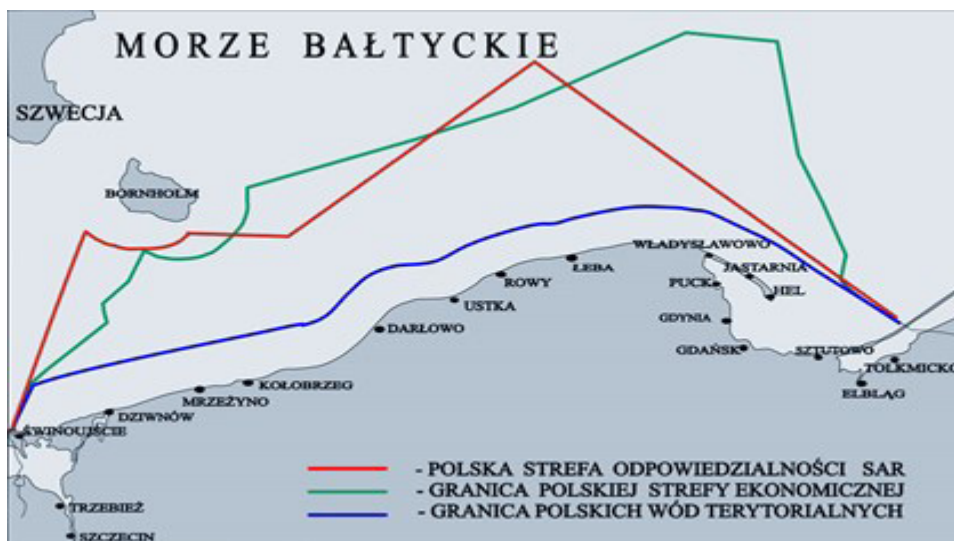 MORZE BAŁTYCKIE
SZWECJA
BORNHOLM
WŁADYSŁAWOWO
ŁEBA
JASTARNIA
ROWY
PUCK
HEL
USTKA
GDYNIA
DARŁOWO
GDAŃSK
SZTUTOWO
TOLKMICKO
KOŁOBRZEG
ELBLĄG
MRZEŻYNO
DZIWNÓW
ŚWINOUJŚCIE
- POLSKA STREFA ODPOWIEDZIALNOŚCI SAR
- GRANICA POLSKIEJ STREFY EKONOMICZNEJ
TRZEBIEŻ
- GRANICA POLSKICH WÓD TERYTORIALNYCH
SZCZECIN